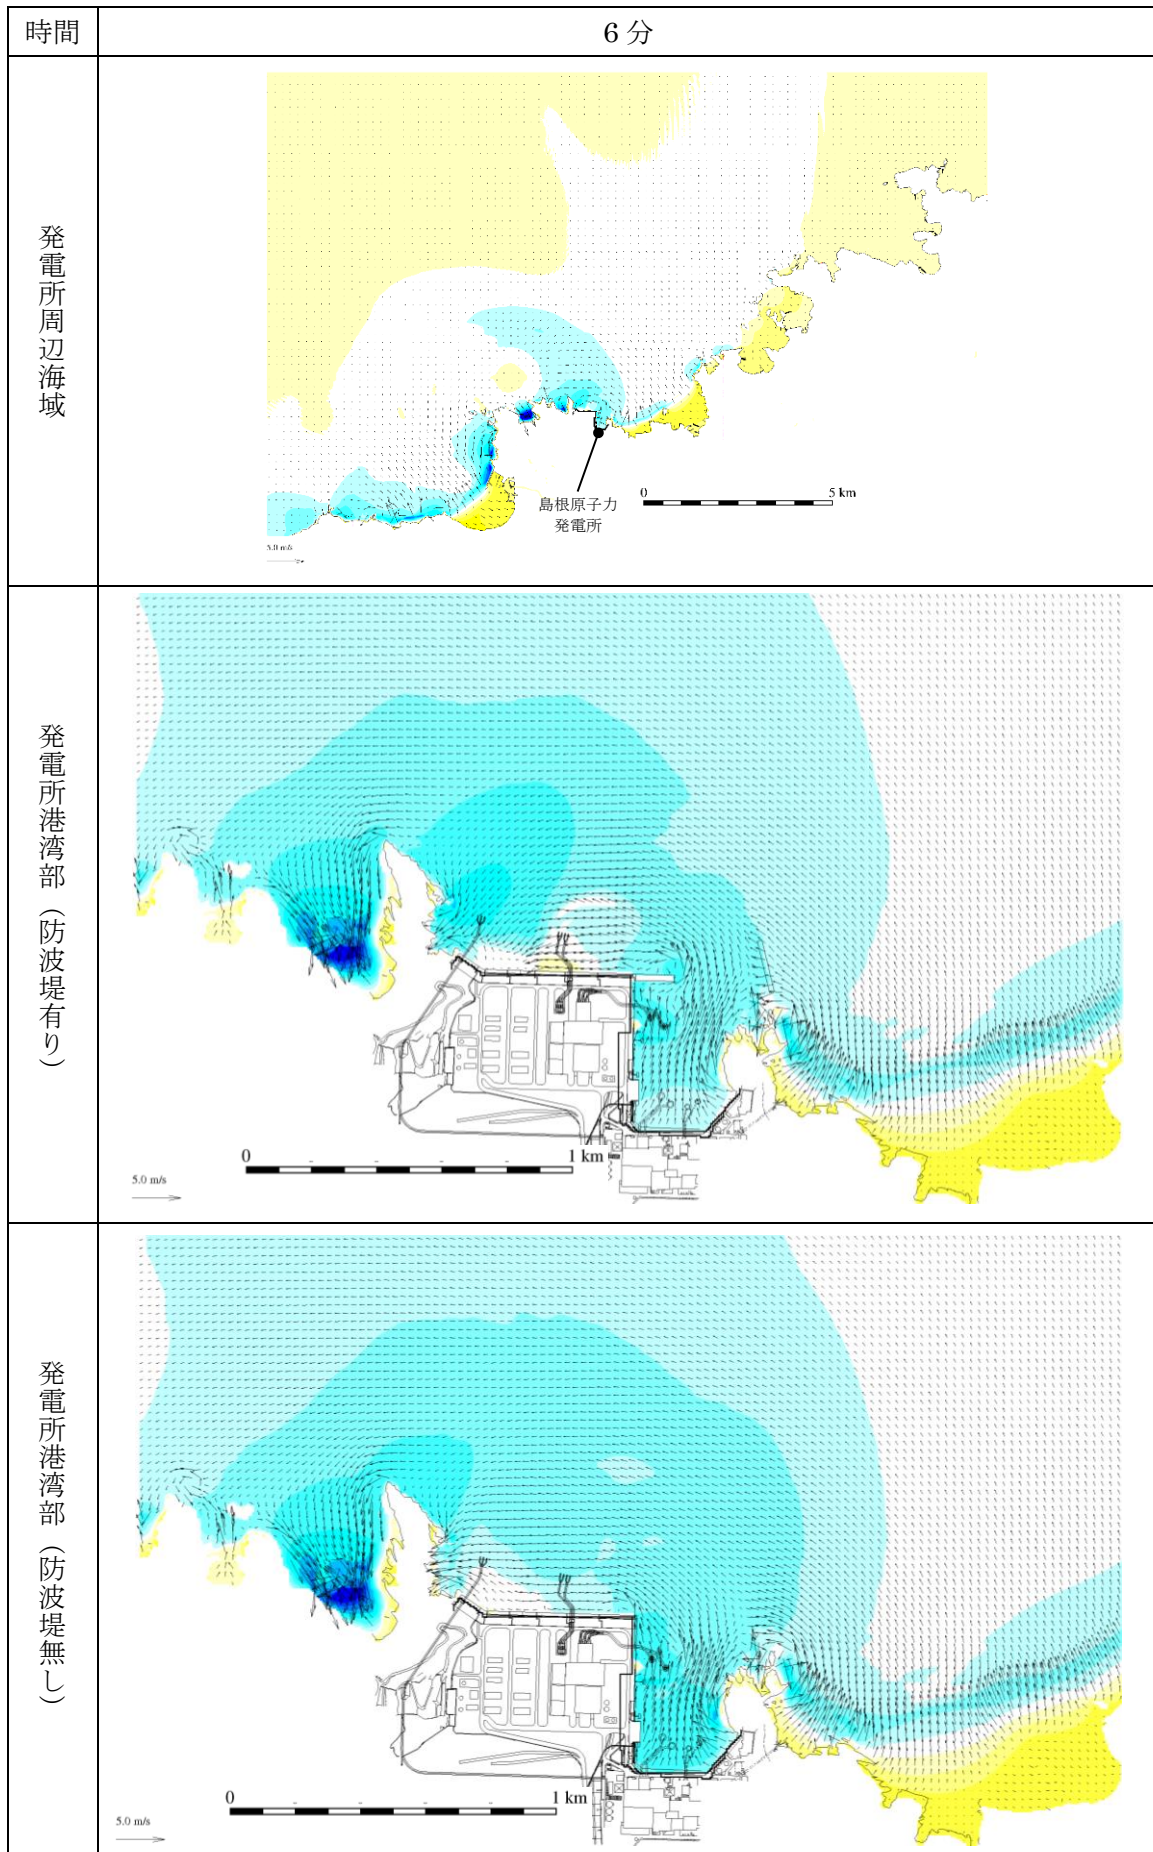 時間
6 分
発電所周辺海域
島根原子力
発電所
0
5 km
5.0 m/s
発電所港湾部（防波堤有り）
0
1 km
5.0 m/s
発電所港湾部（防波堤無し）
0
1 km
5.0 m/s